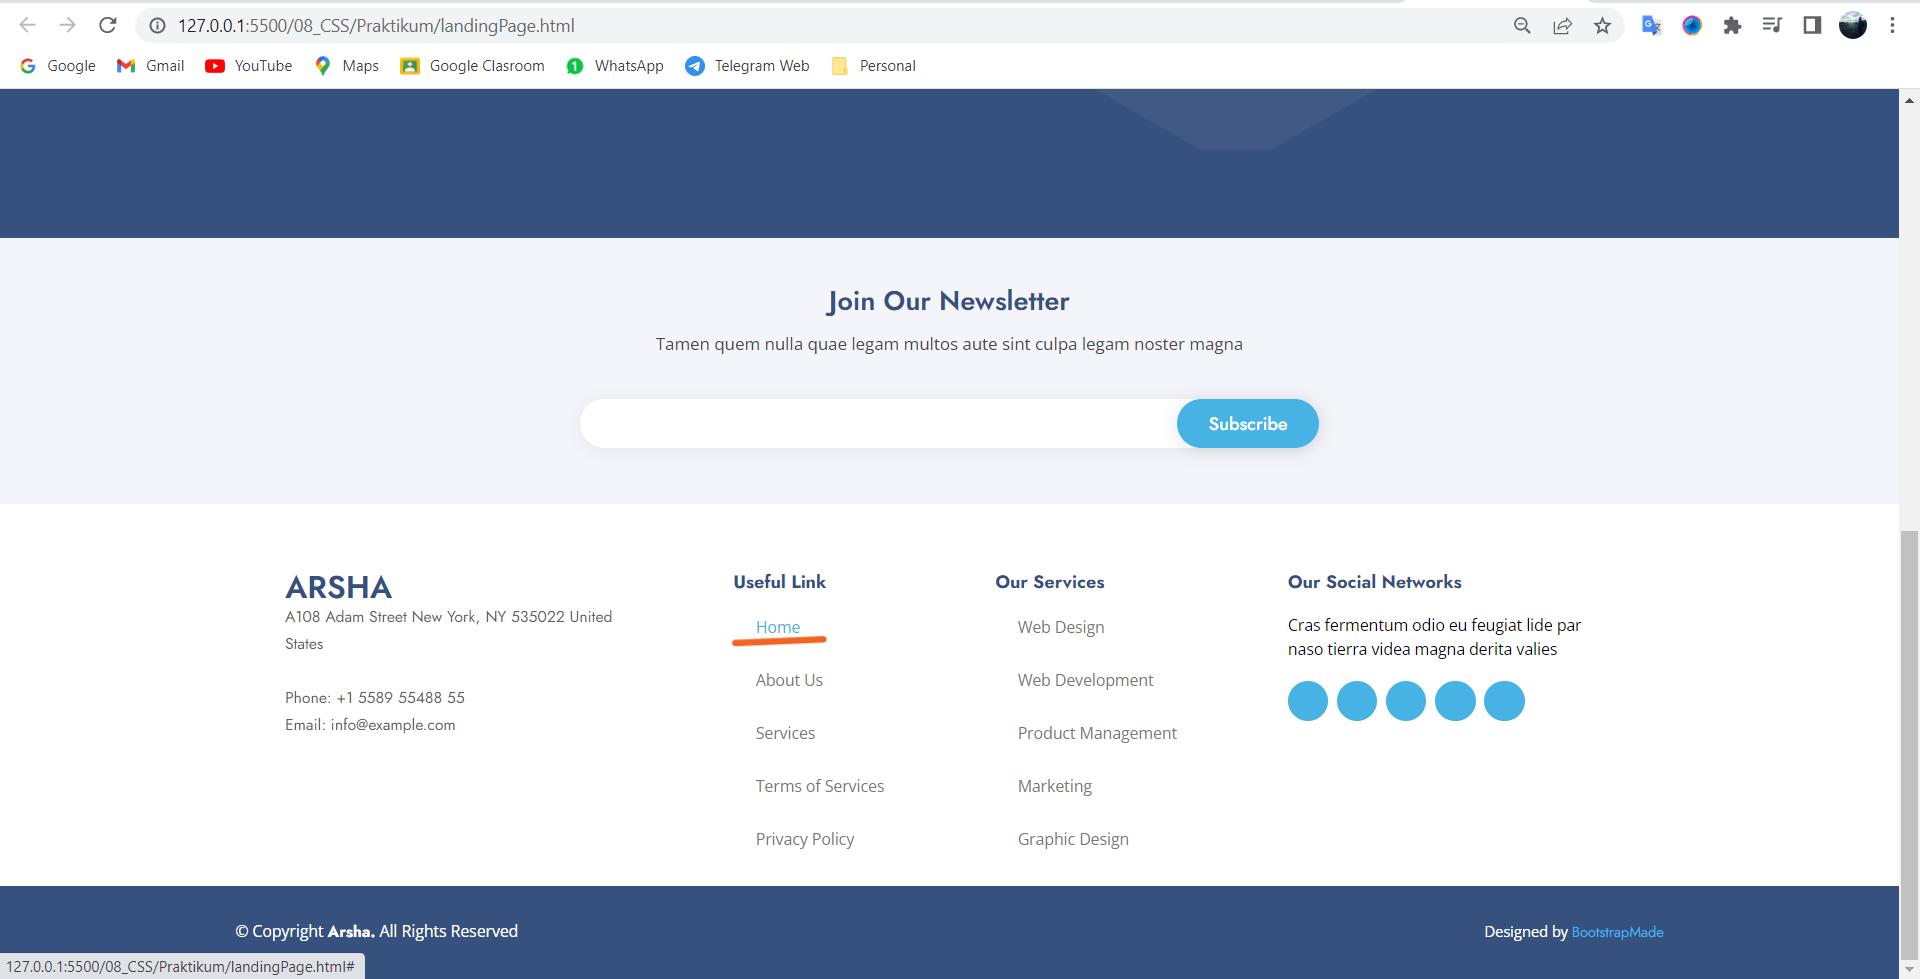 127.0.0.1:5500/08_CSS/Praktikum/landingPage.html
Google Gmail YouTube Maps Google Clasroom WhatsApp Telegram Web Personal
Join Our Newsletter
Tamen quem nulla quae legam multos aute sint culpa legam noster magna
Subscribe
ARSHA
A108 Adam Street New York, NY 535022 United
States
Phone: +1 5589 55488 55
Email: info@example.com
Useful Link
Home
About Us
Services
Terms of Services
Privacy Policy
Our Services
Web Design
Web Development
Product Management
Marketing
Graphic Design
Our Social Networks
Cras fermentum odio eu feugiat lide par
naso tierra videa magna derita valies
© Copyright Arsha. All Rights Reserved
Designed by BootstrapMade
127.0.0.1:5500/08_CSS/Praktikum/landingPage.html#